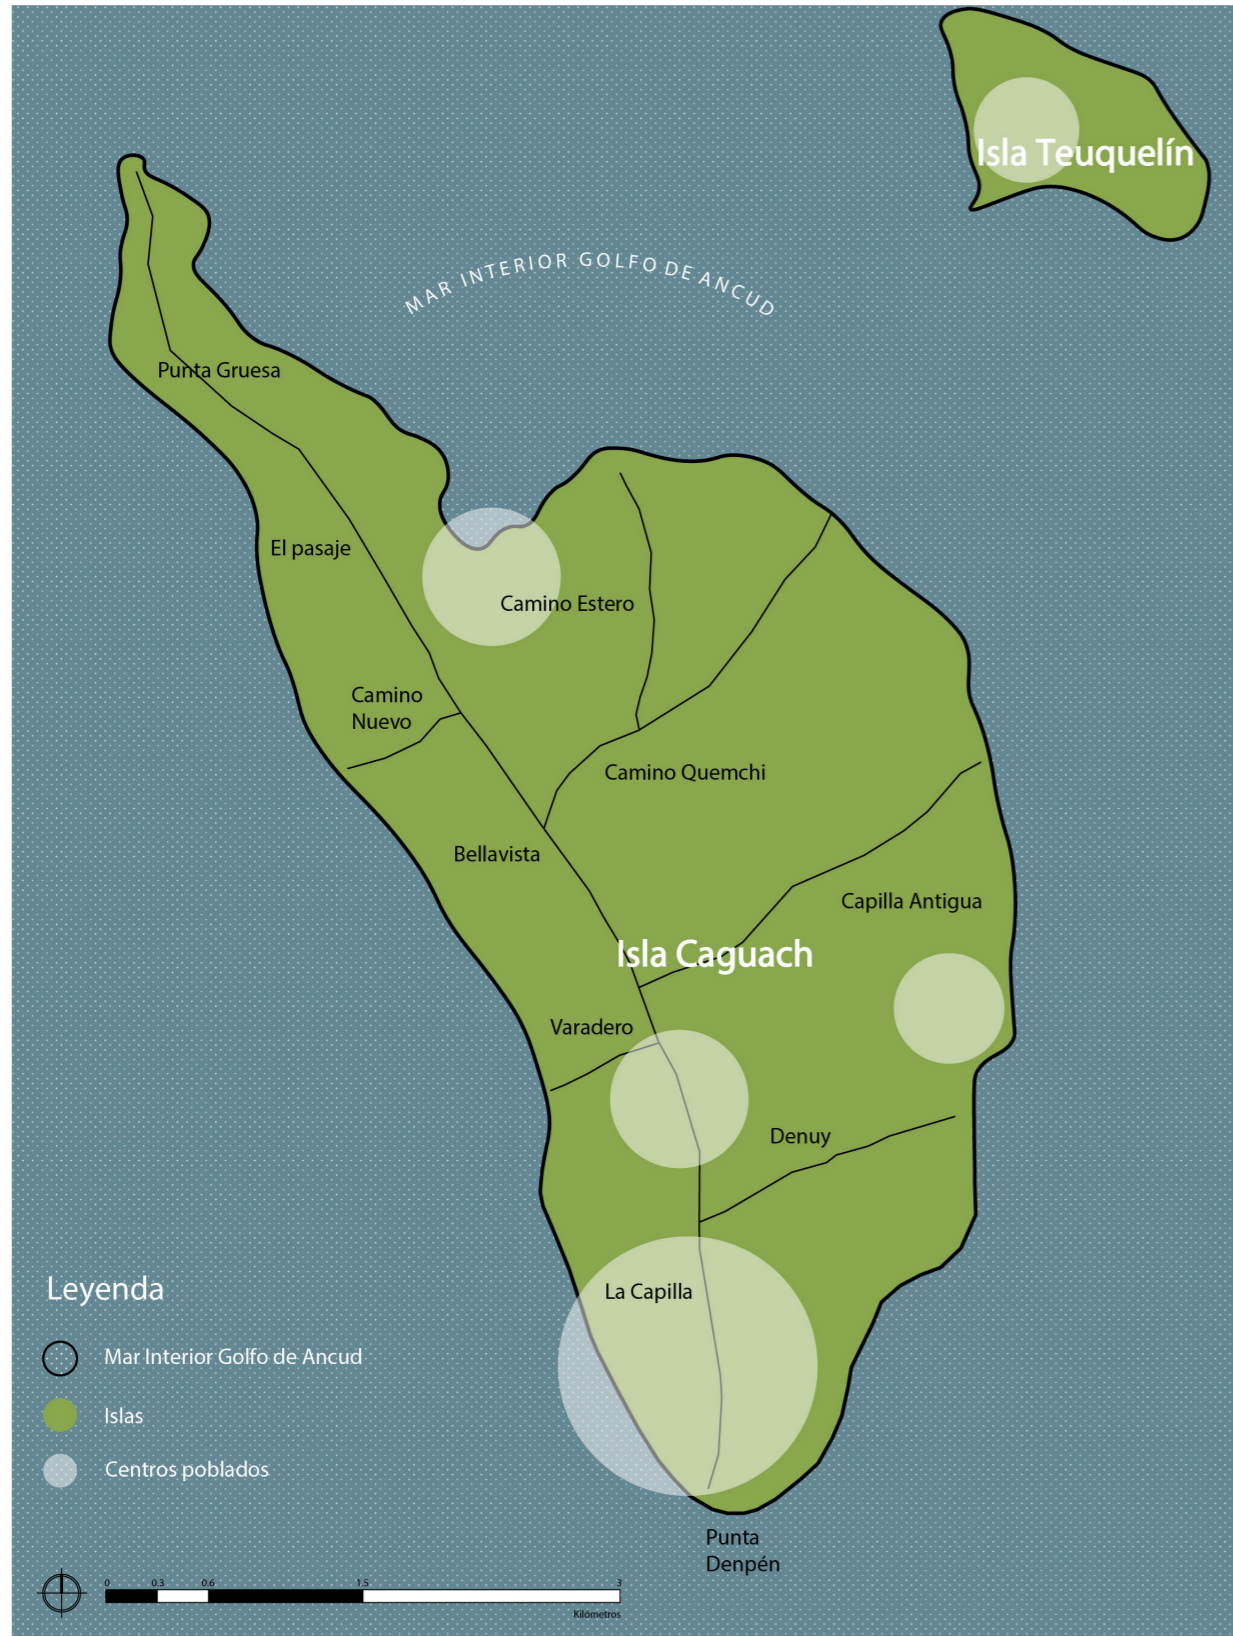 Isla Teuquelín
MAR INTERIOR GOLFO DE ANCUD
Punta Gruesa
El pasaje
Camino Estero
Camino
Nuevo
Camino Quemchi
Bellavista
Capilla Antigua
Isla Caguach
Varadero
Denuy
La Capilla
Leyenda
Mar Interior Golfo de Ancud
Islas
Centros poblados
Punta
Denpén
0 0.3 0.6 1.5 3
Kilómetros